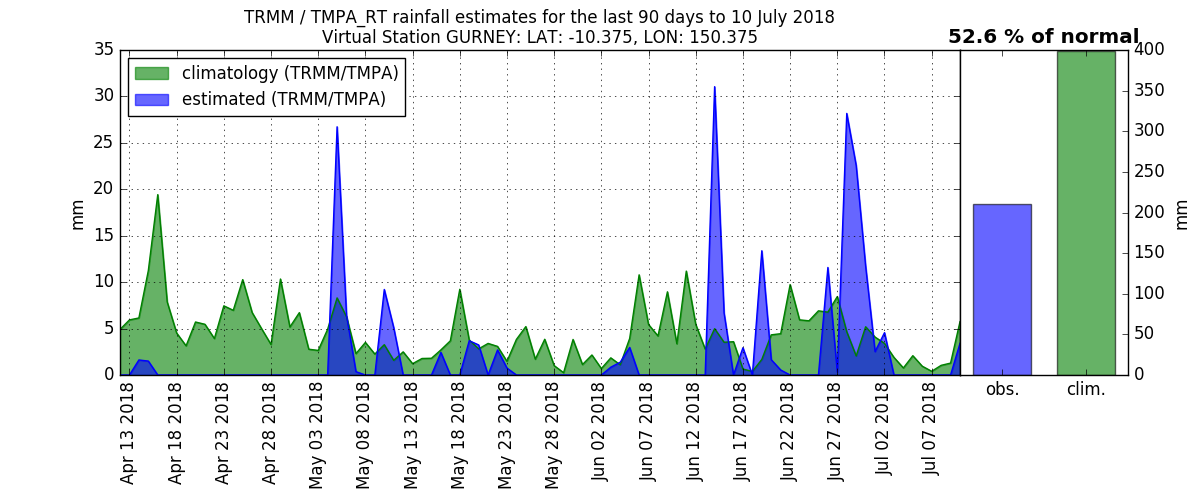 TRMM / TMPA_RT rainfall estimates for the last 90 days to 10 July 2018
Virtual Station GURNEY: LAT: -10.375, LON: 150.375
52.6 % of normal
climatology (TRMM/TMPA)
estimated (TRMM/TMPA)
35
30
25
20
15
10
5
0
mm
Apr 13 2018
Apr 18 2018
Apr 23 2018
Apr 28 2018
May 03 2018
May 08 2018
May 13 2018
May 18 2018
May 23 2018
May 28 2018
Jun 02 2018
Jun 07 2018
Jun 12 2018
Jun 17 2018
Jun 22 2018
Jun 27 2018
Jul 02 2018
Jul 07 2018
obs.
clim.
400
350
300
250
200
150
100
50
0
mm